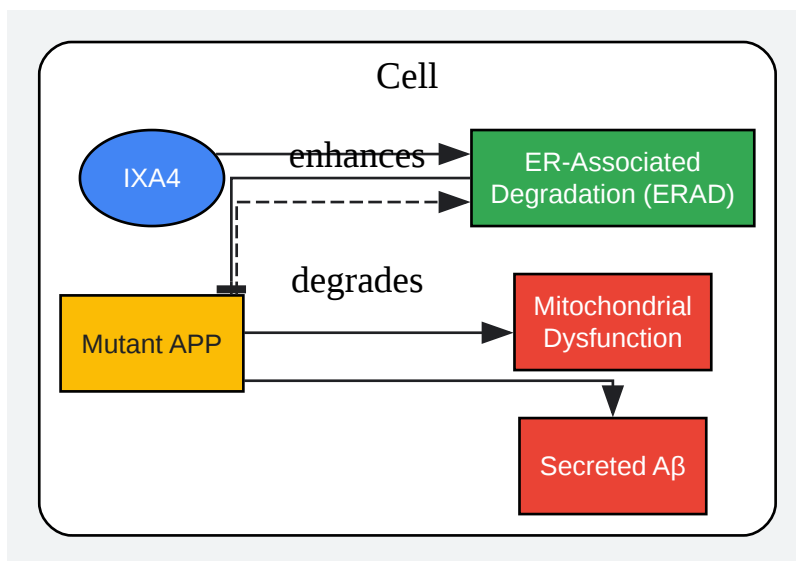 Cell
IXA4
enhances
ER-Associated
Degradation (ERAD)
degrades
Mutant APP
Mitochondrial
Dysfunction
Secreted Aβ